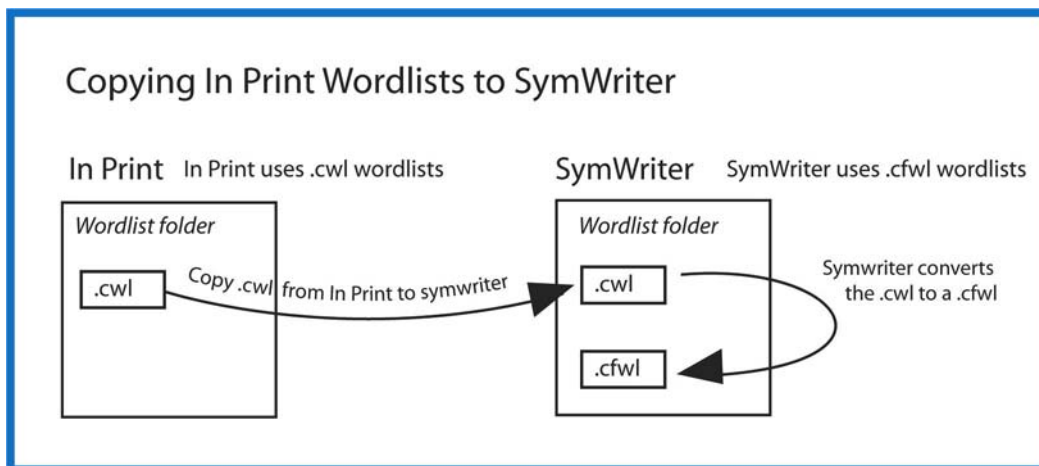 Copying In Print Wordlists to SymWriter
In Print In Print uses .cwl wordlists
SymWriter SymWriter uses .cfwl wordlists
Wordlist folder
.cwl
Copy .cwl from In Print to symwriter
Wordlist folder
.cwl
.cfwl
Symwriter converts
the .cwl to a .cfwl